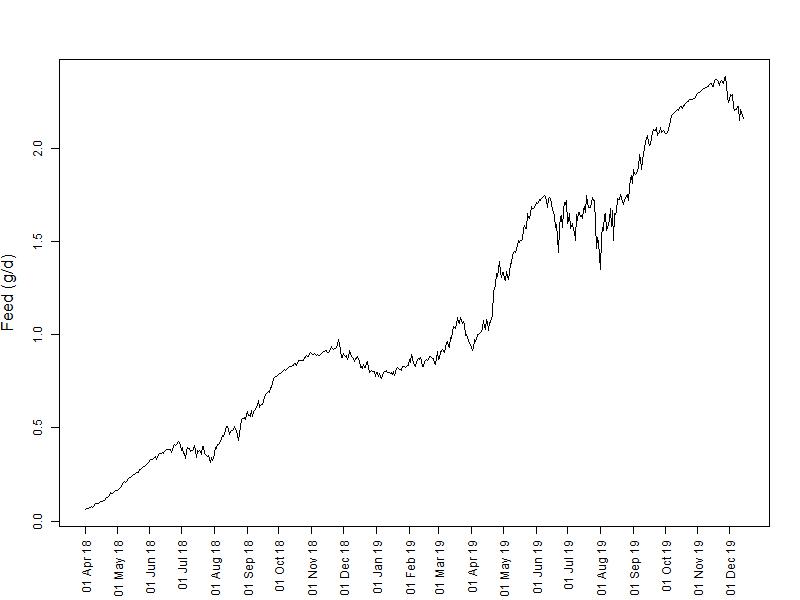 Feed (g/d)
2.0
1.5
1.0
0.5
0.0
01 Apr 18
01 May 18
01 Jun 18
01 Jul 18
01 Aug 18
01 Sep 18
01 Oct 18
01 Nov 18
01 Dec 18
01 Jan 19
01 Feb 19
01 Mar 19
01 Apr 19
01 May 19
01 Jun 19
01 Jul 19
01 Aug 19
01 Sep 19
01 Oct 19
01 Nov 19
01 Dec 19